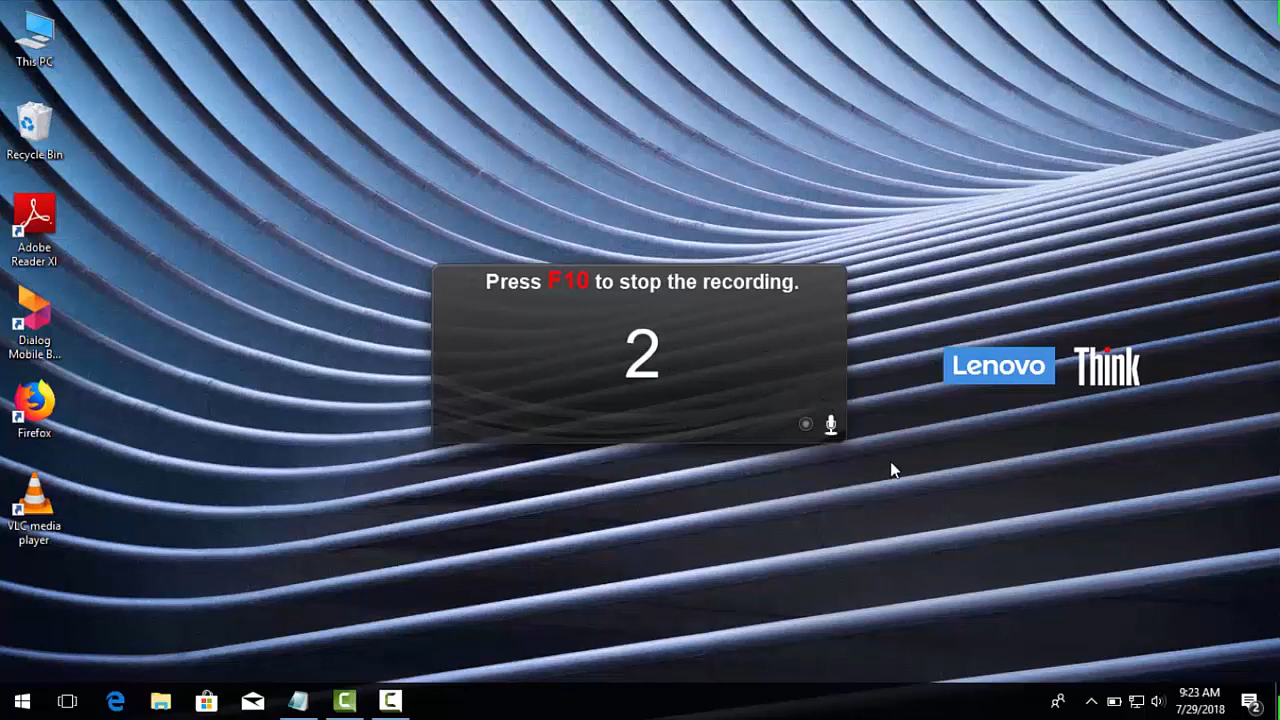 This PC
Recycle Bin
Adobe
Reader XI
Dialog
Mobile B...
Firefox
VLC media
player
Press F10 to stop the recording.
2
Lenovo Think
9:23 AM
7/29/2018
2